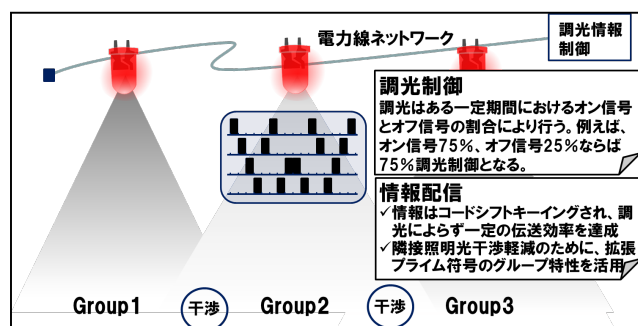 電力線ネットワーク
調光情報
制御
調光制御
調光はある一定期間におけるオン信号
とオフ信号の割合により行う。例えば、
オン信号75%、オフ信号25%ならば
75%調光制御となる。
情報配信
✓情報はコードシフトキーイングされ、調
光によらず一定の伝送効率を達成
✓隣接照明光干渉軽減のために、拡張
プライム符号のグループ特性を活用
Group1
干渉
Group2
干渉
Group3